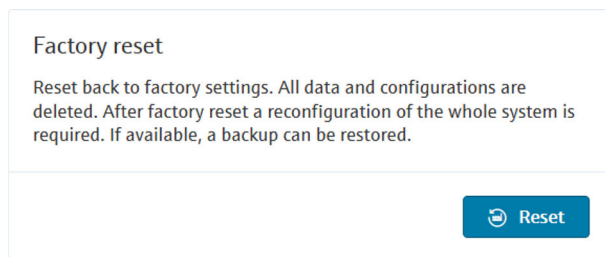 Factory reset
Reset back to factory settings. All data and configurations are
deleted. After factory reset a reconfiguration of the whole system is
required. If available, a backup can be restored.
Reset